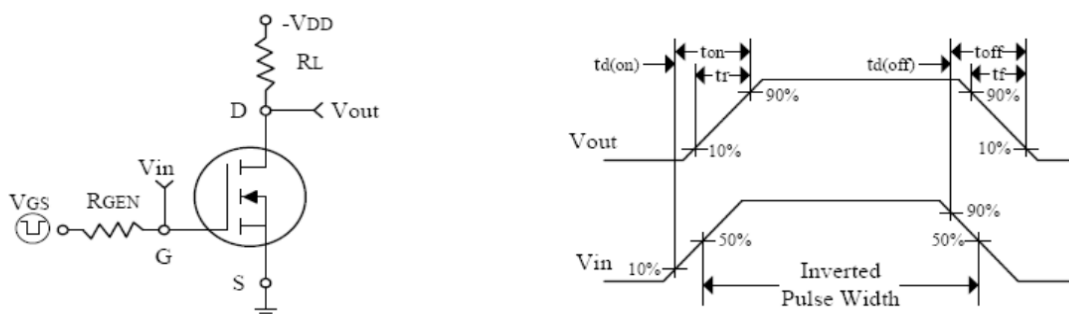 -VDD
RL
D
Vout
Vin
VGS
RGEN
G
S
ton
toff
td(on)
tr
td(off)
tf
90%
90%
Vout
10%
10%
90%
50%
50%
Vin
10%
Inverted
Pulse Width